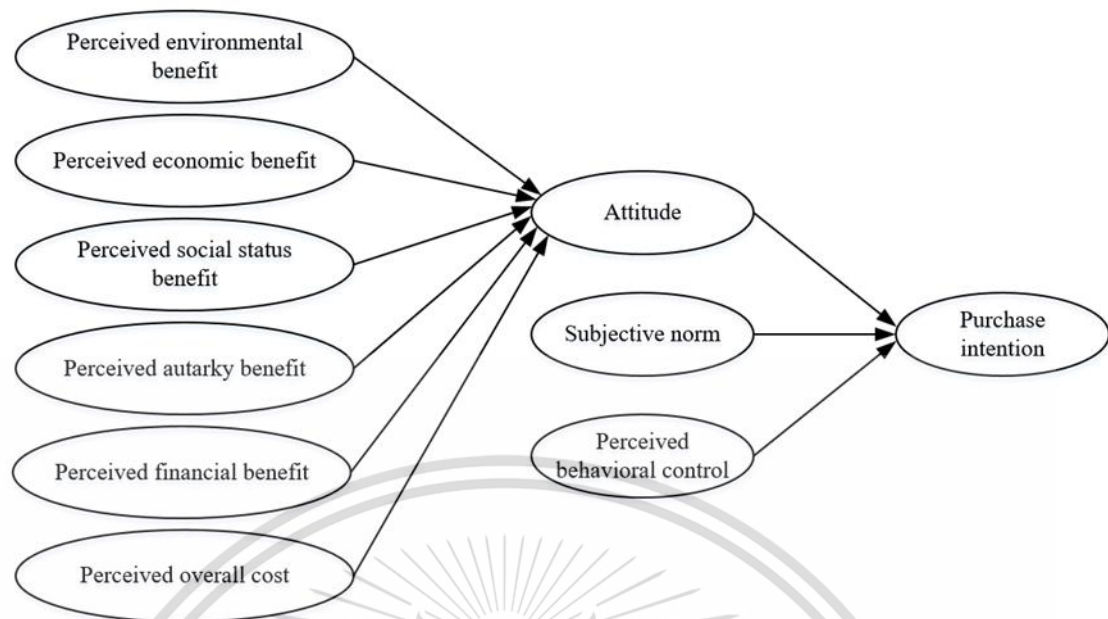 Perceived environmental
benefit
Perceived economic benefit
Perceived social status
benefit
Perceived autarky benefit
Perceived financial benefit
Perceived overall cost
Attitude
Subjective norm
Perceived
behavioral control
Purchase
intention